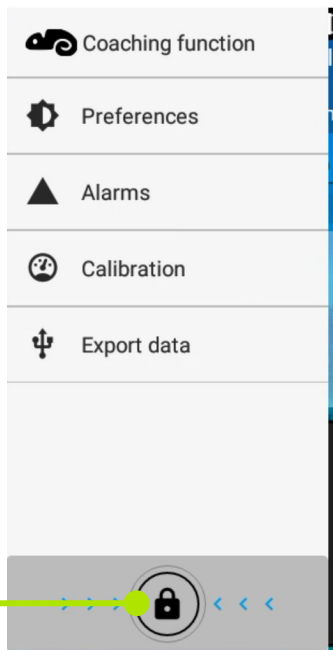 Coaching function
Preferences
Alarms
Calibration
Export data